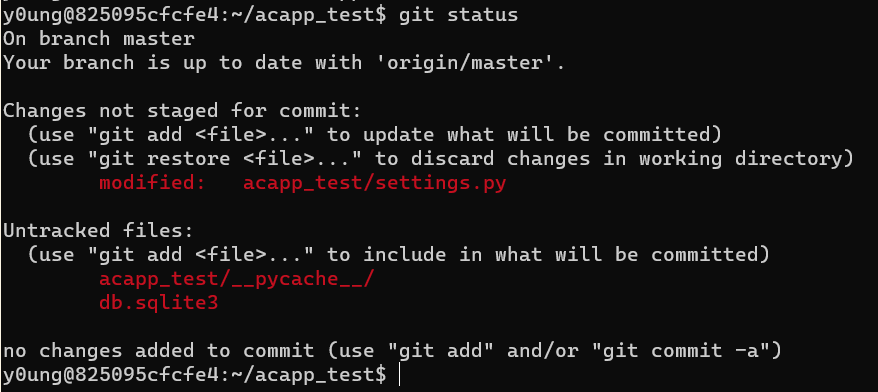 y0ung@825095cfcfe4:~/acapp_test$ git status
On branch master
Your branch is up to date with 'origin/master'.

Changes not staged for commit:
  (use "git add <file>..." to update what will be committed)
  (use "git restore <file>..." to discard changes in working directory)
        modified:   acapp_test/settings.py

Untracked files:
  (use "git add <file>..." to include in what will be committed)
        acapp_test/__pycache__/
        db.sqlite3

no changes added to commit (use "git add" and/or "git commit -a")
y0ung@825095cfcfe4:~/acapp_test$